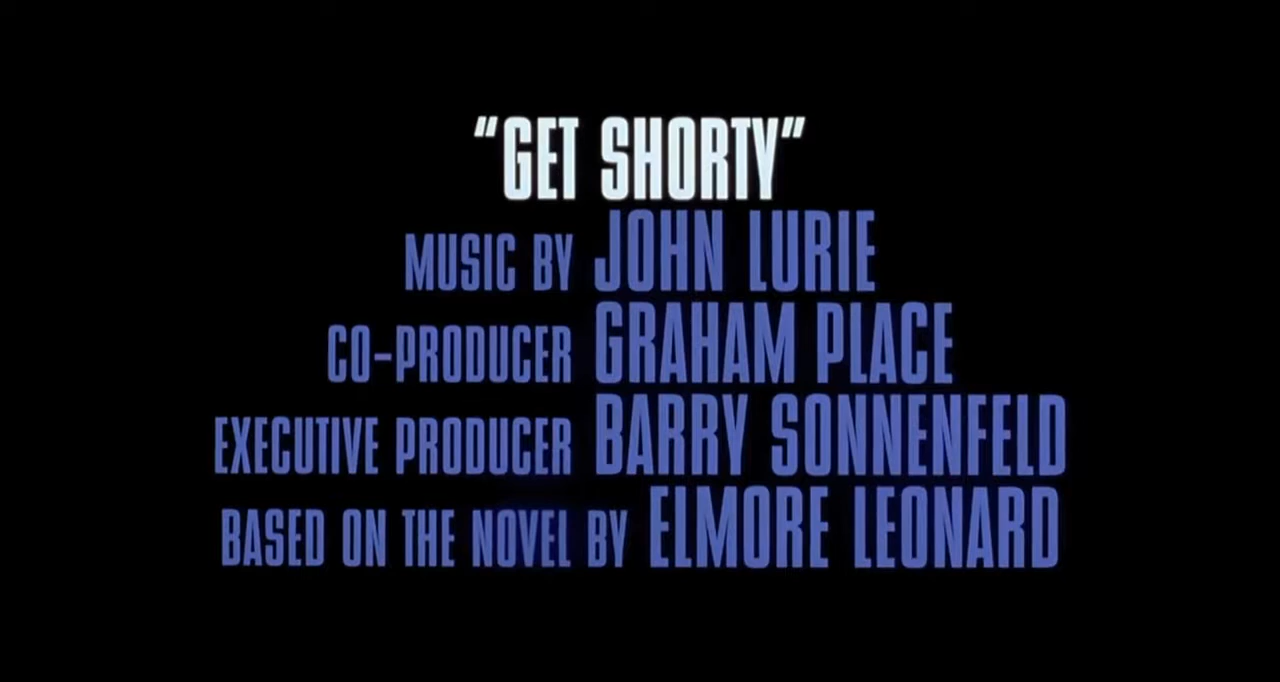 "GET SHORTY"
MUSIC BY JOHN LURIE
CO-PRODUCER GRAHAM PLACE
EXECUTIVE PRODUCER BARRY SONNENFELD
BASED ON THE NOVEL BY ELMORE LEONARD